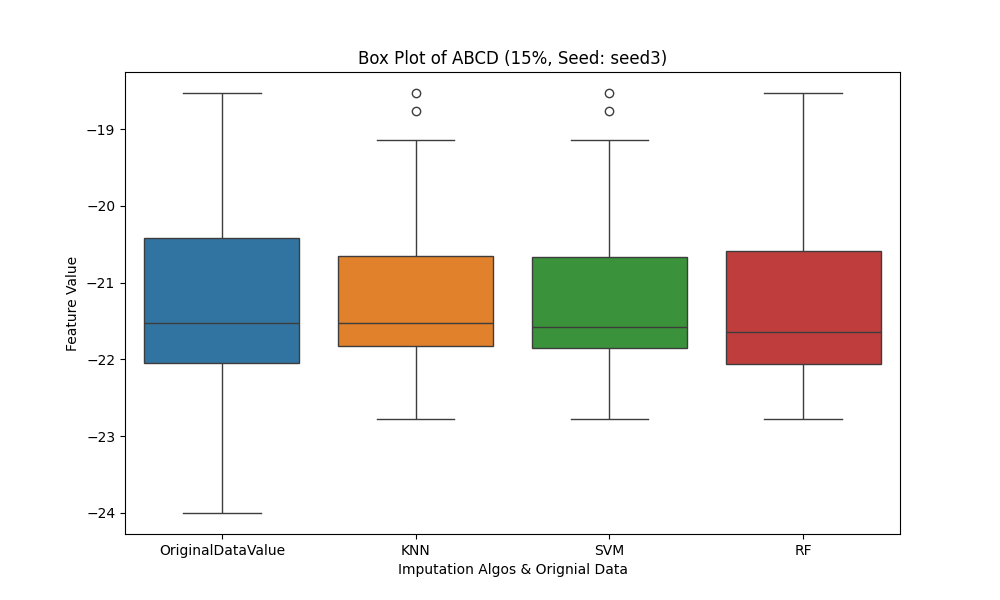 Box Plot of ABCD (15%, Seed: seed3)
Feature Value
−19
−20
−21
−22
−23
−24
OriginalDataValue KNN SVM RF
Imputation Algos & Orignial Data